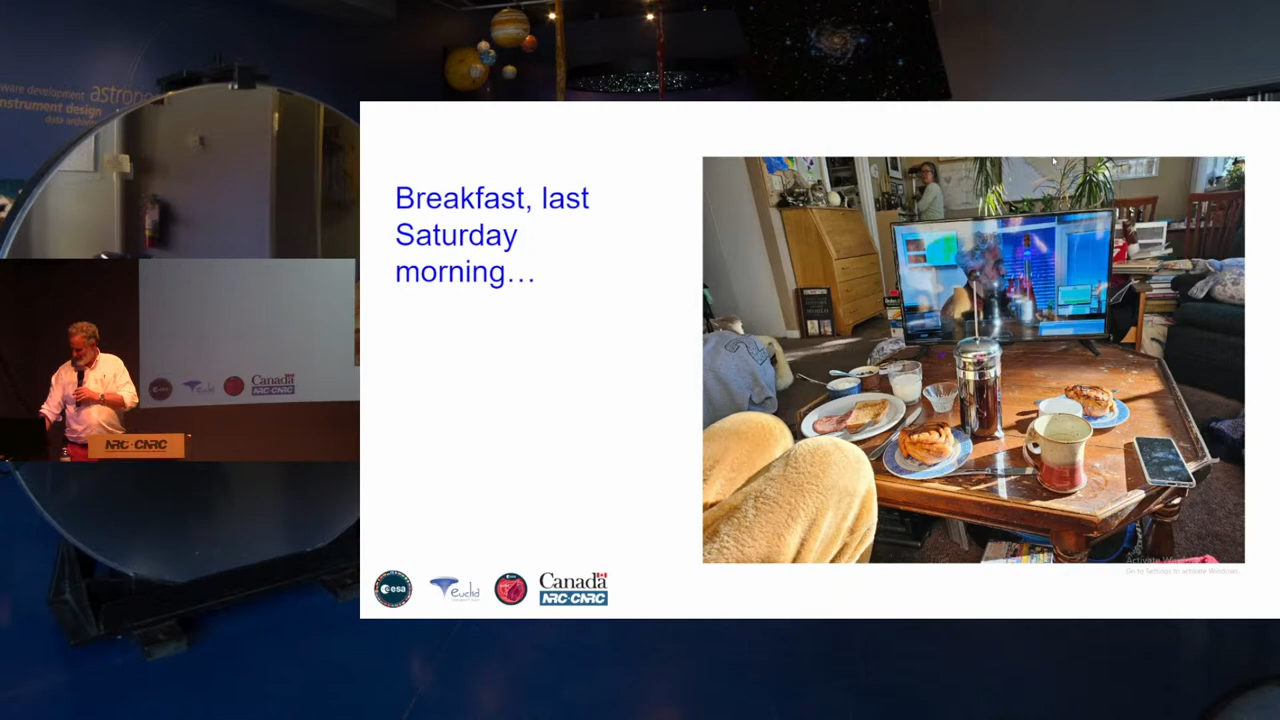 ware development
astrono
nstrument design
data archiv
Breakfast, last
Saturday
morning…
WORLD
Canada
NRC·CNRC
NRC·CNRC
Activate Windows
Go to Settings to activate Windows.
esa
euclid
Canada
NRC·CNRC